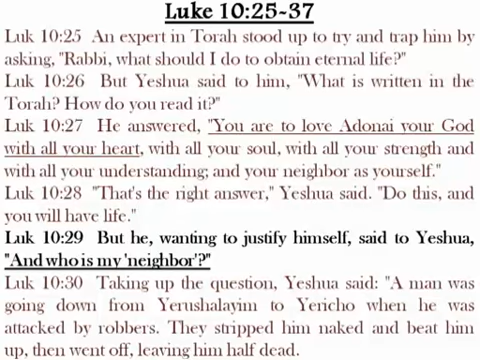 Luke 10:25~37
Luk 10:25 An expert in Torah stood up to try and trap him by
asking, "Rabbi, what should I do to obtain eternal life?"
Luk 10:26 But Yeshua said to him, "What is written in the
Torah? How do you read it?"
Luk 10:27 He answered, "You are to love Adonai your God
with all your heart, with all your soul, with all your strength and
with all your understanding; and your neighbor as yourself."
Luk 10:28 "That's the right answer," Yeshua said. "Do this, and
you will have life."
Luk 10:29 But he, wanting to justify himself, said to Yeshua,
"And who is my 'neighbor'?"
Luk 10:30 Taking up the question, Yeshua said: "A man was
going down from Yerushalayim to Yericho when he was
attacked by robbers. They stripped him naked and beat him
up, then went off, leaving him half dead.